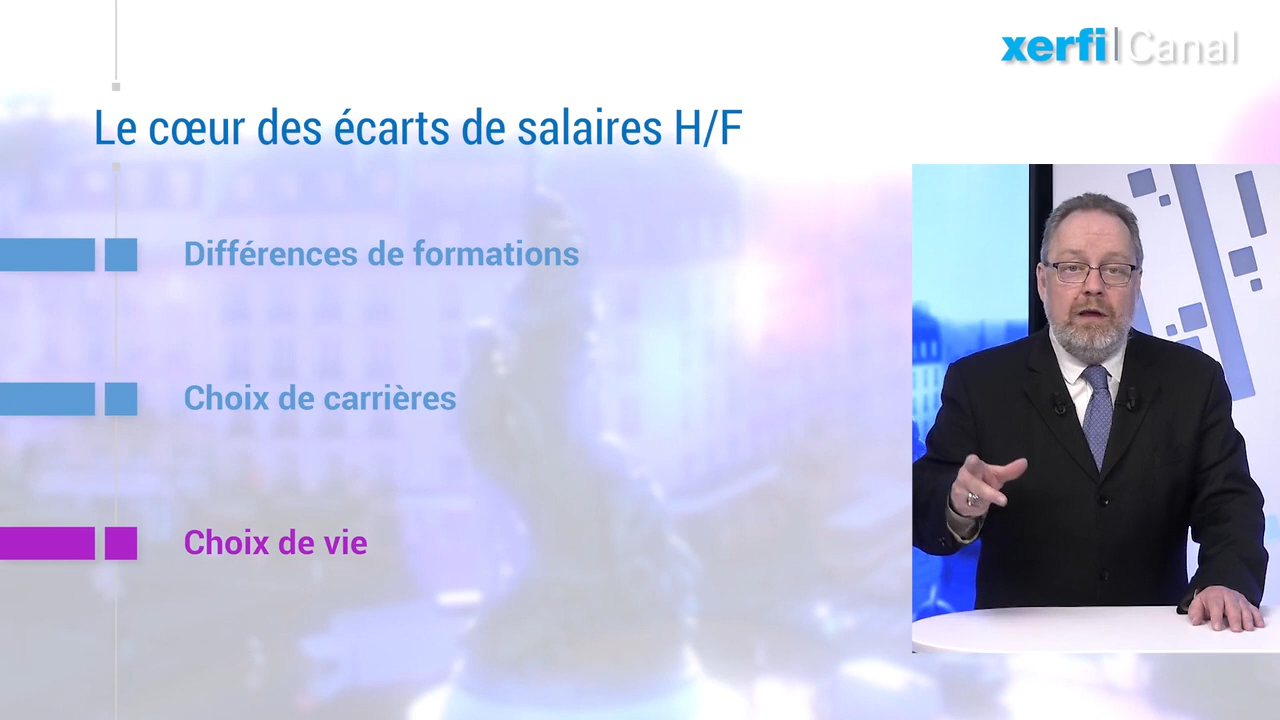 xerfi|Canal
Le cœur des écarts de salaires H/F
Différences de formations
Choix de carrières
Choix de vie